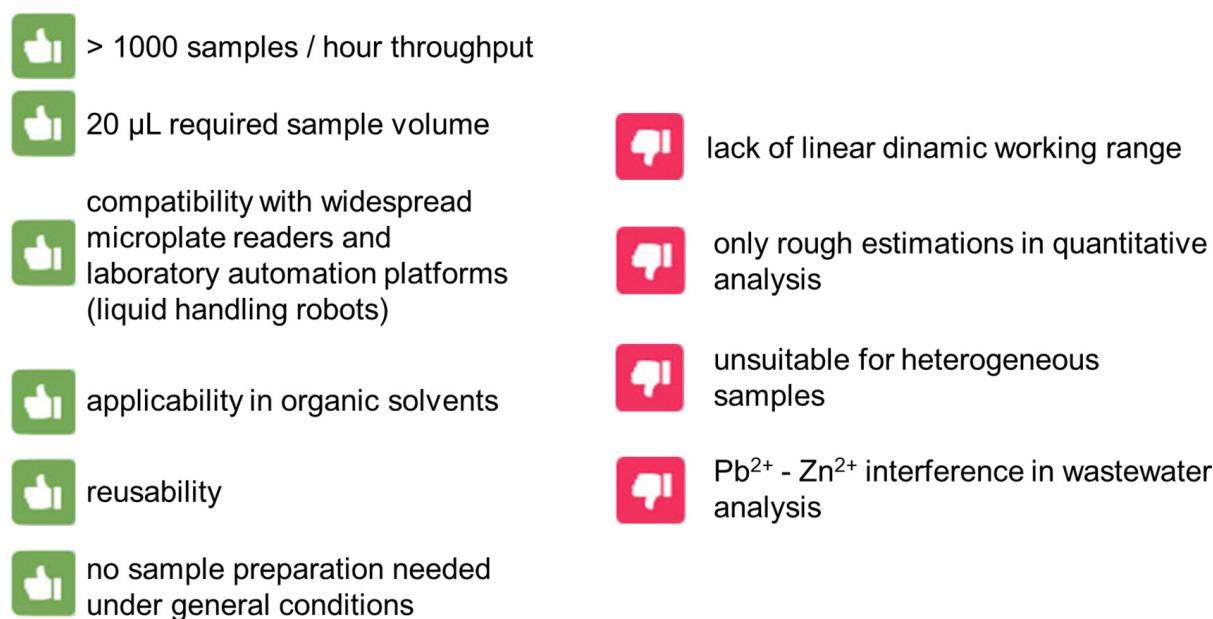 > 1000 samples / hour throughput
20 µL required sample volume
compatibility with widespread
microplate readers and
laboratory automation platforms
(liquid handling robots)
applicability in organic solvents
reusability
no sample preparation needed
under general conditions
lack of linear dinamic working range
only rough estimations in quantitative
analysis
unsuitable for heterogeneous
samples
Pb²⁺ - Zn²⁺ interference in wastewater
analysis